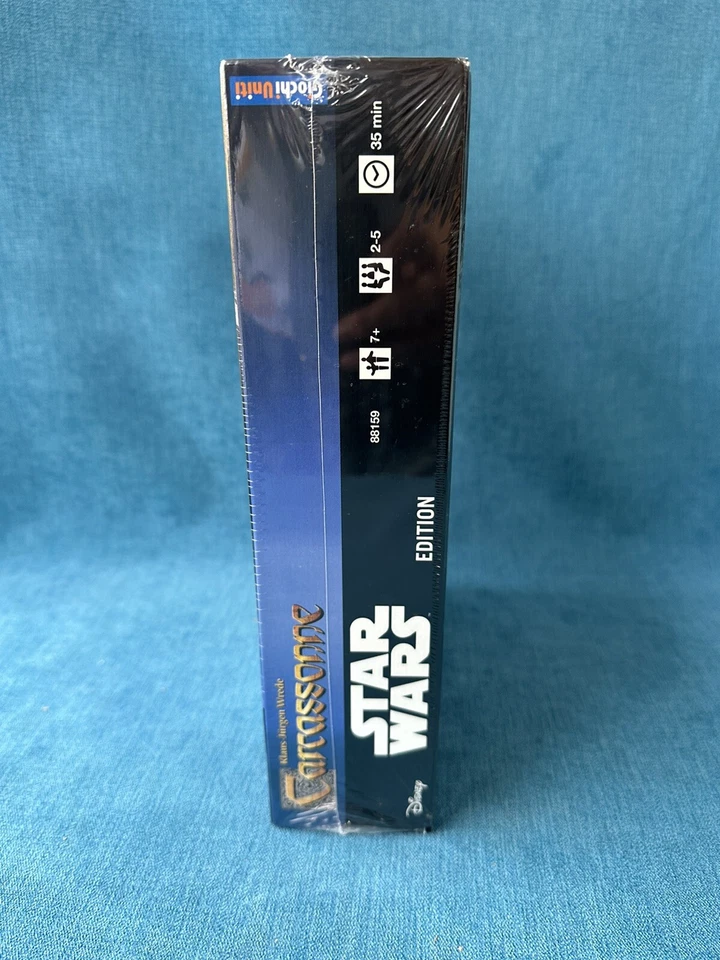 Giochi Uniti
Klaus-Jürgen Wrede
Carcassonne
Disney
STAR
WARS
EDITION
88159
7+
2-5
35 min